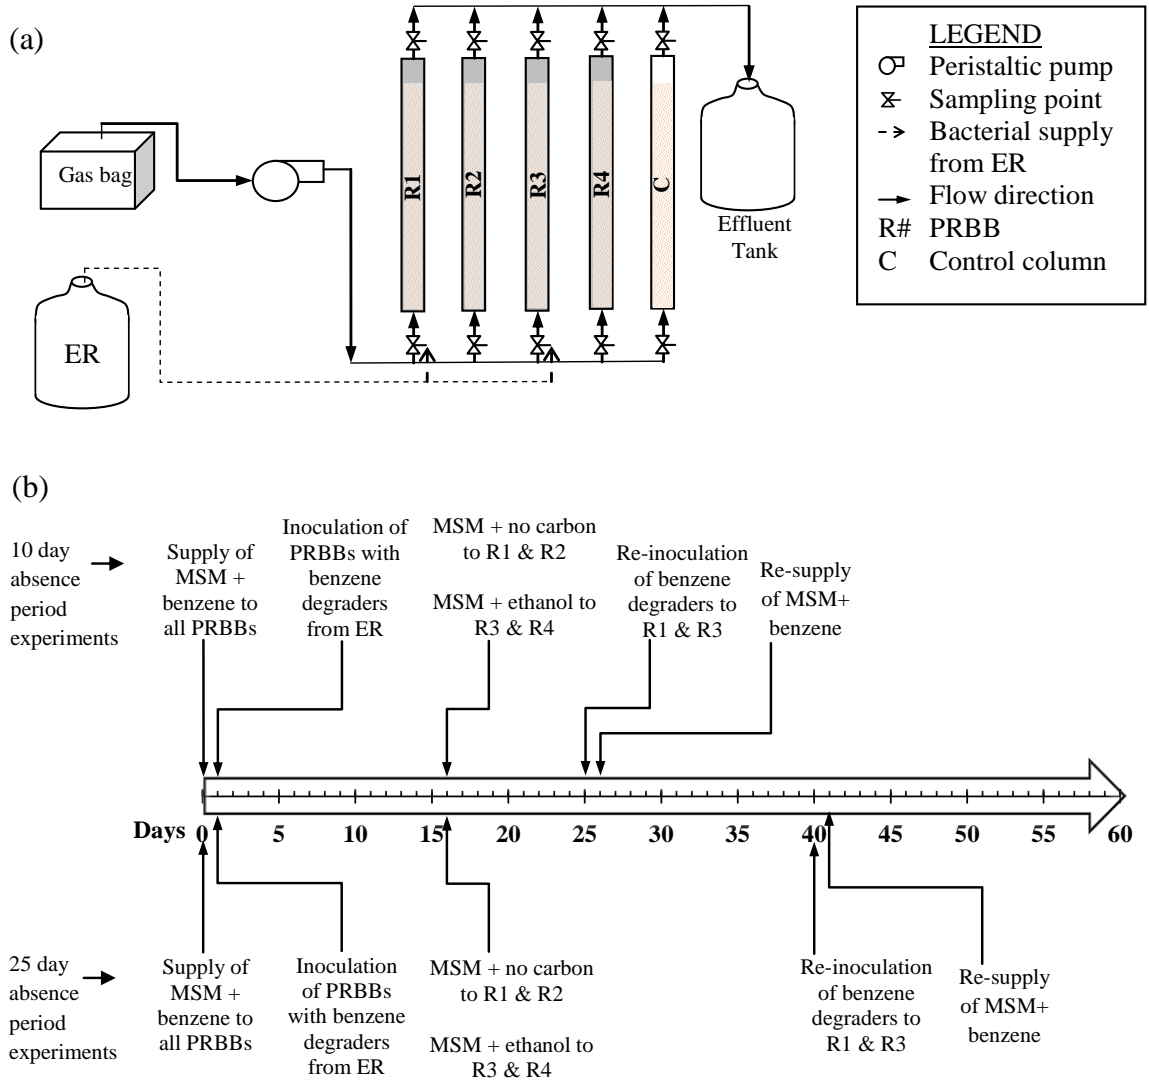 (a)
Gas bag
ER
R1
R2
R3
R4
C
Effluent
Tank
LEGEND
Peristaltic pump
Sampling point
Bacterial supply
from ER
Flow direction
R# PRBB
C Control column
(b)
10 day
absence
period
experiments
Supply of
MSM +
benzene to
all PRBBs
Inoculation of
PRBBs with
benzene
degraders
from ER
MSM + no carbon
to R1 & R2
MSM + ethanol to
R3 & R4
Re-inoculation
of benzene
degraders to
R1 & R3
Re-supply
of MSM+
benzene
Days 0 5 10 15 20 25 30 35 40 45 50 55 60
25 day
absence
period
experiments
Supply of
MSM +
benzene to
all PRBBs
Inoculation
of PRBBs
with benzene
degraders
from ER
MSM + no carbon
to R1 & R2
MSM + ethanol to
R3 & R4
Re-inoculation
of benzene
degraders to
R1 & R3
Re-supply
of MSM+
benzene